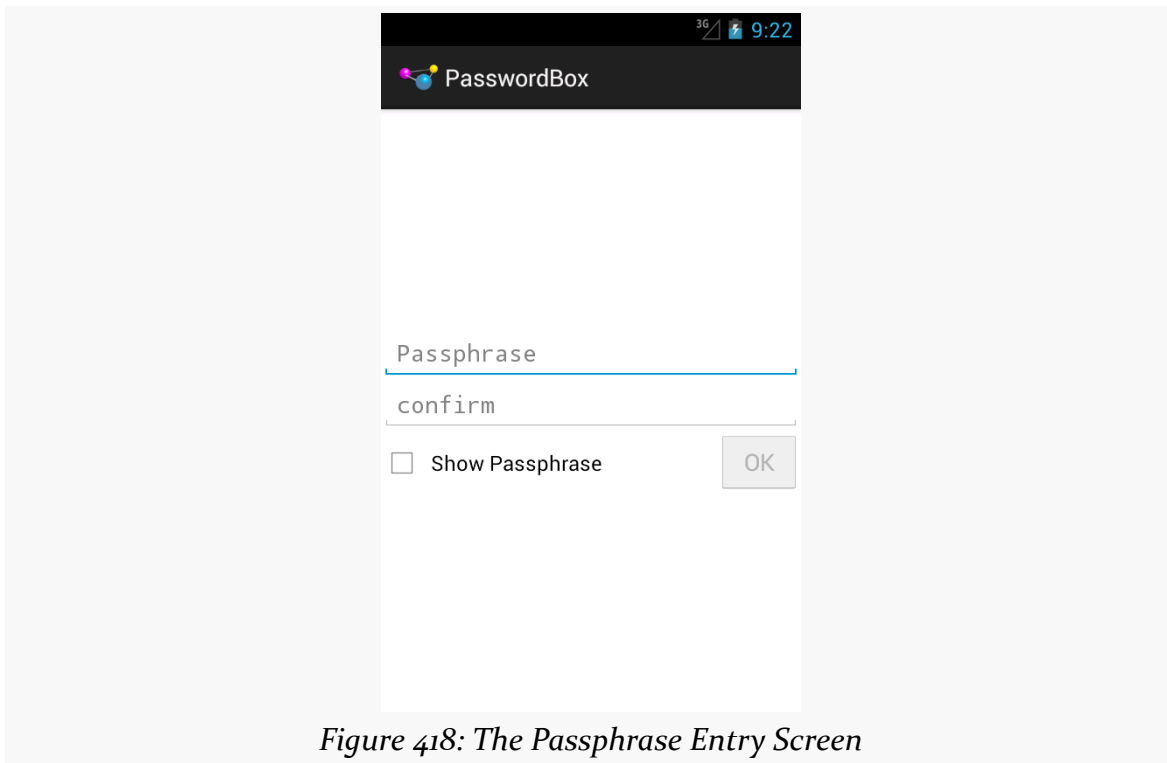 3G 9:22
PasswordBox
Passphrase
confirm
Show Passphrase OK
Figure 418: The Passphrase Entry Screen